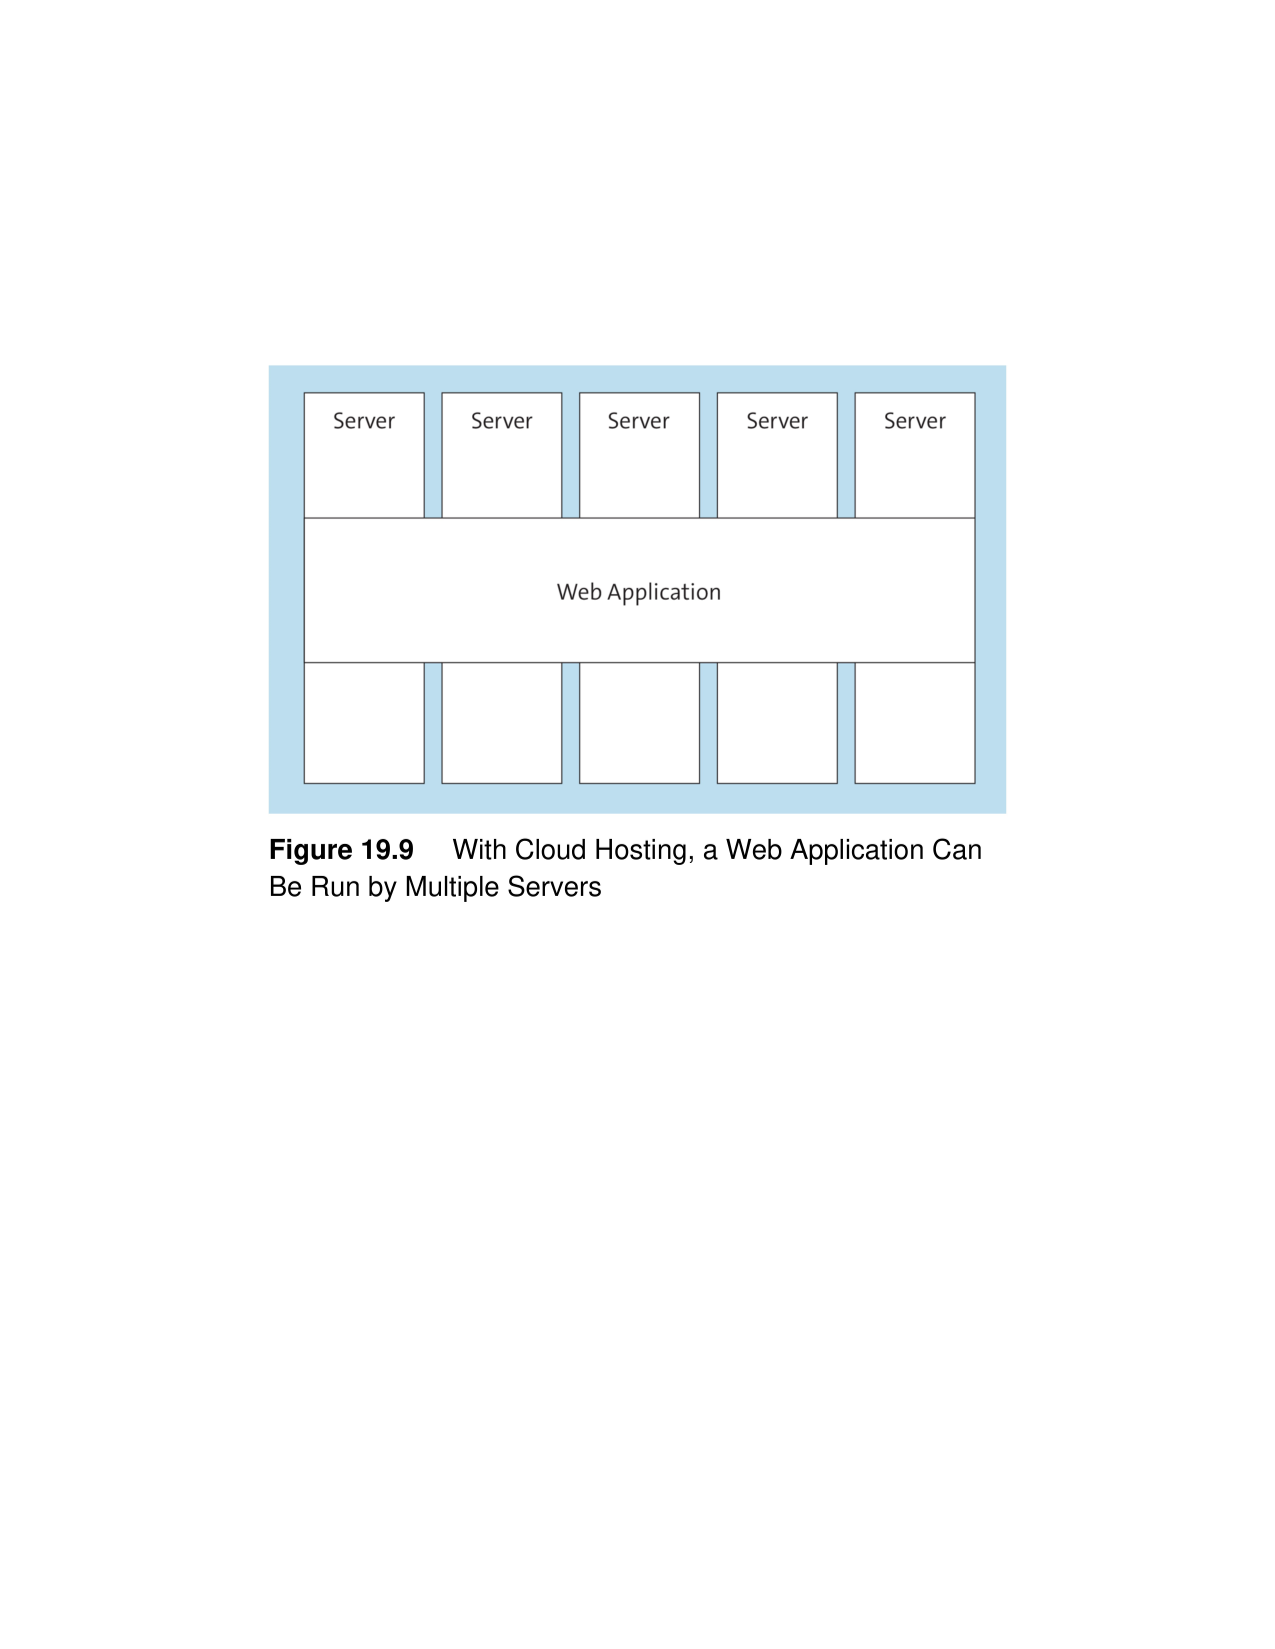 Server Server Server Server Server
Web Application
Figure 19.9 With Cloud Hosting, a Web Application Can
Be Run by Multiple Servers